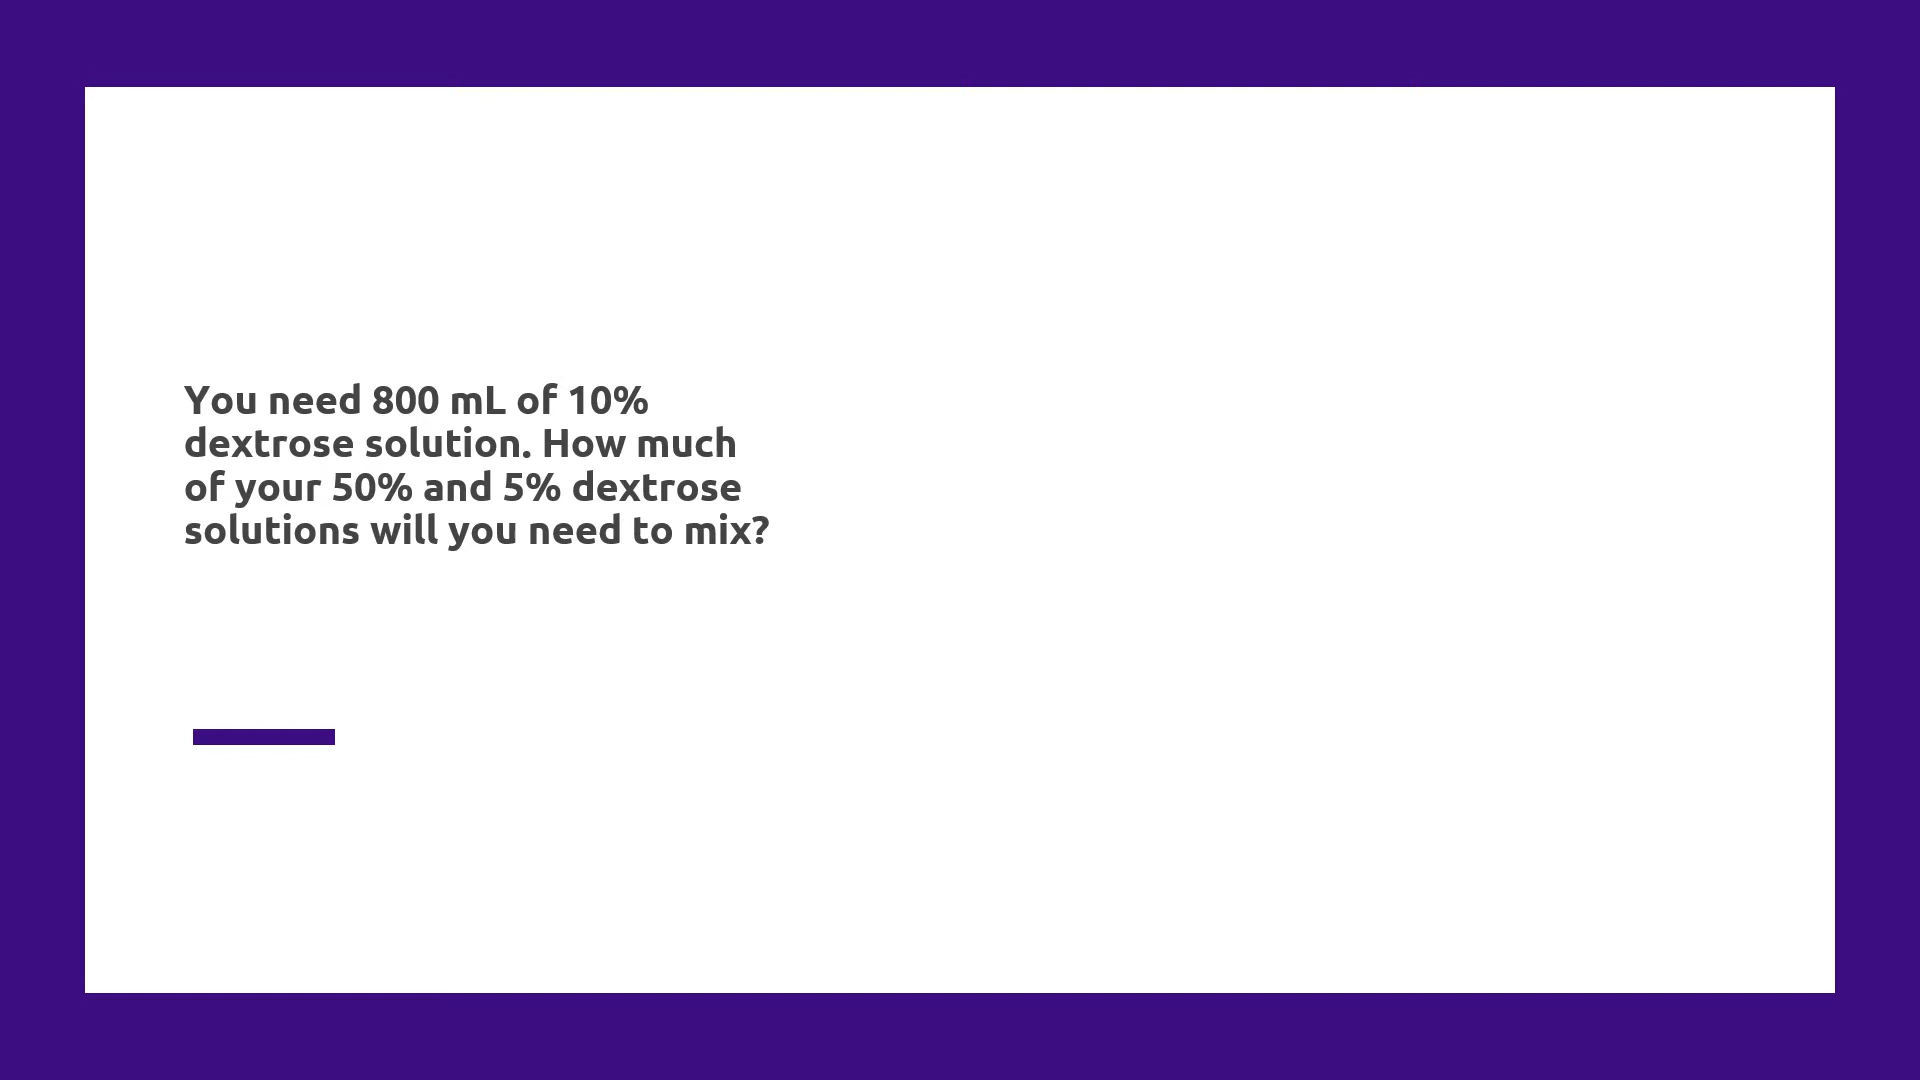 You need 800 mL of 10%
dextrose solution. How much
of your 50% and 5% dextrose
solutions will you need to mix?